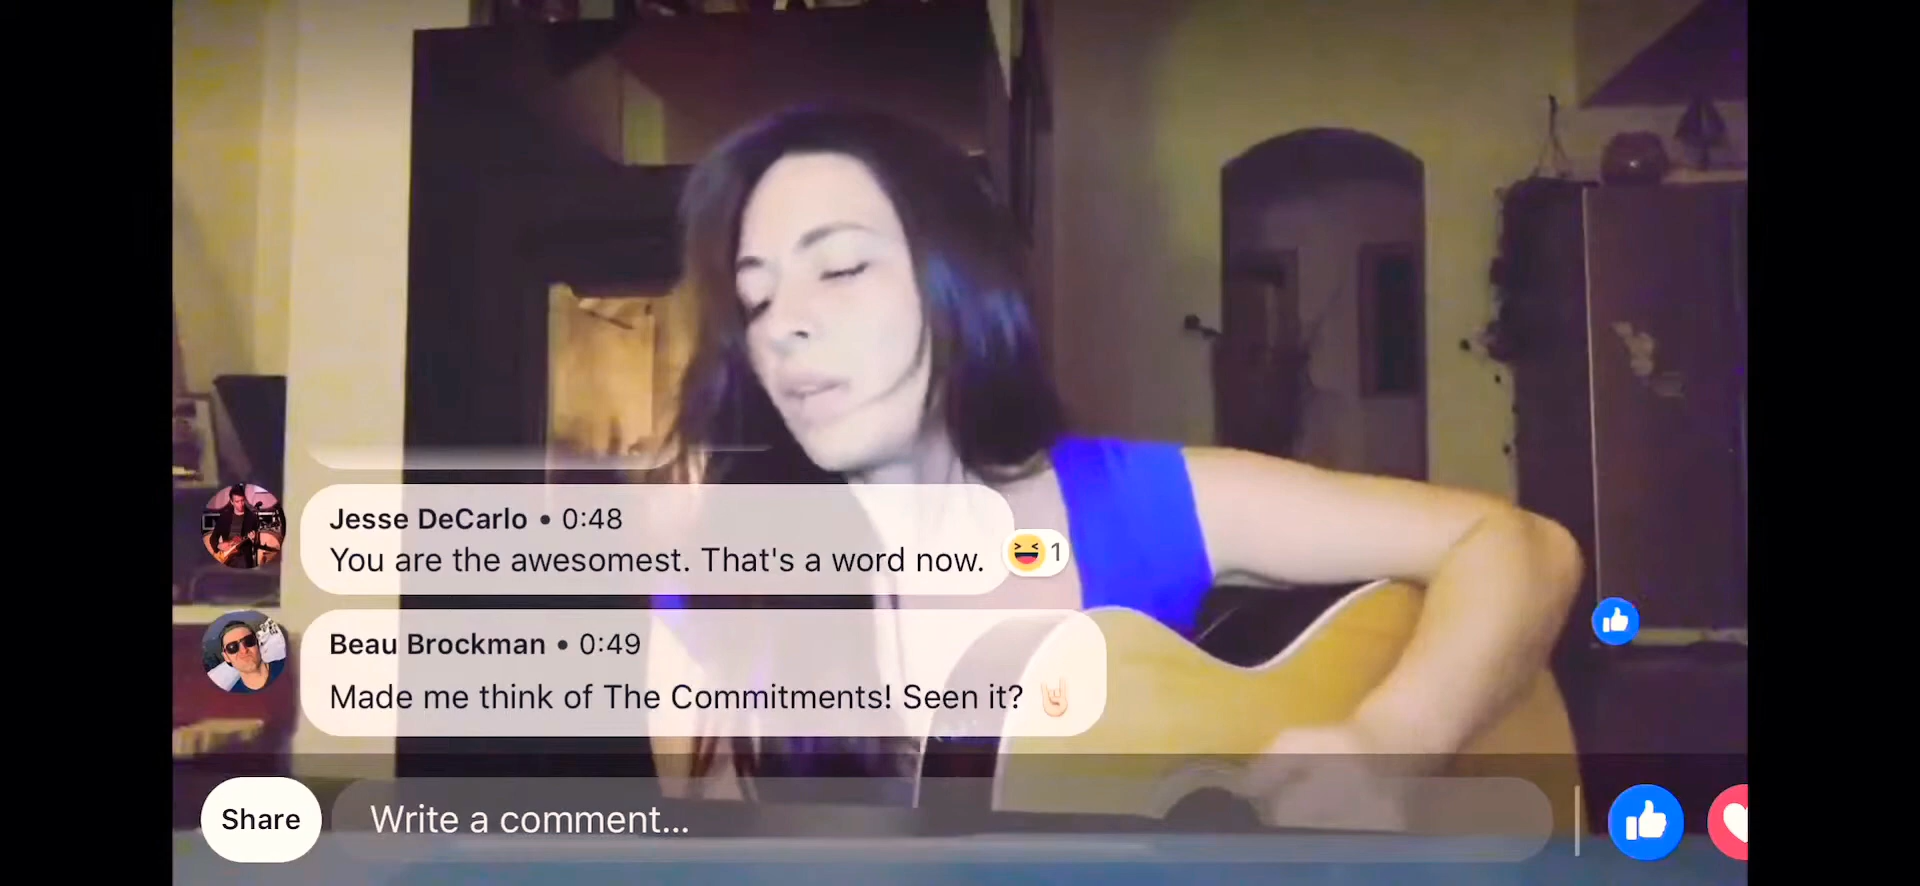 Jesse DeCarlo • 0:48
You are the awesomest. That's a word now.
1
Beau Brockman • 0:49
Made me think of The Commitments! Seen it? 🤘🏻
Share
Write a comment...